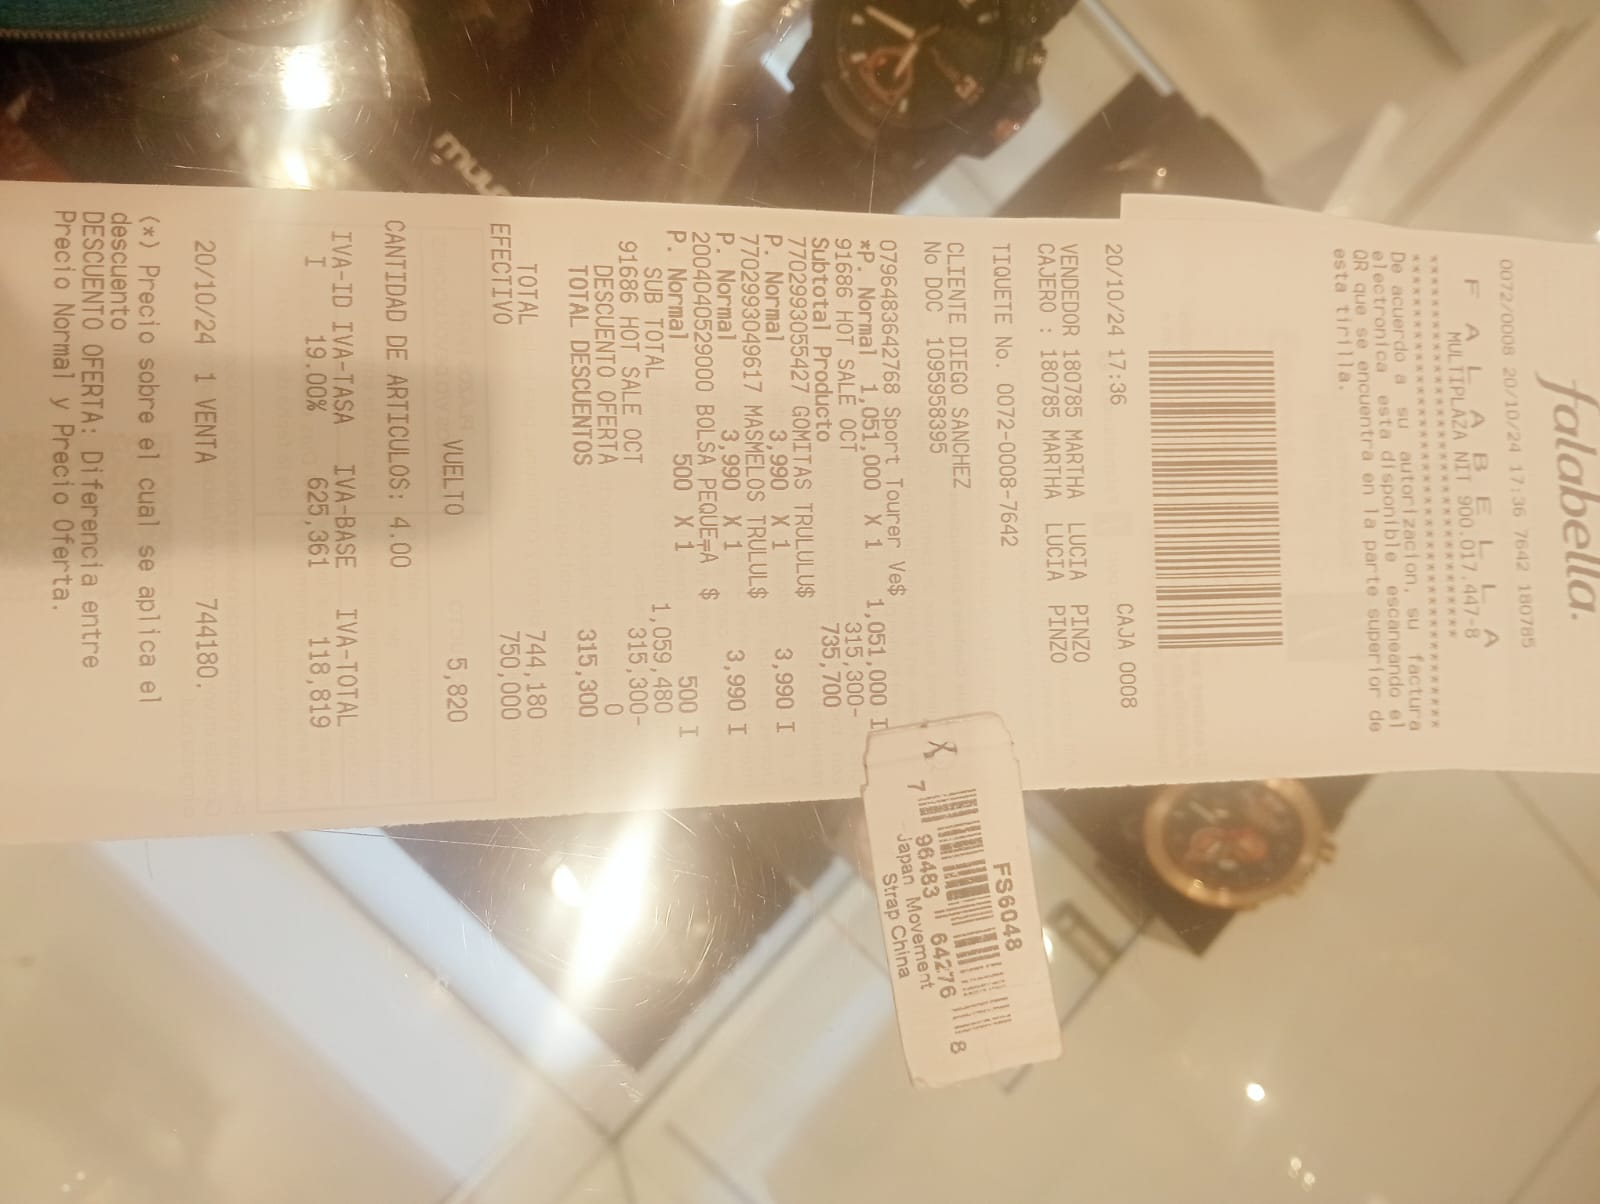 falabella.
0072/0008 20/10/24 17:36 7642 180785
F A L A B E L L A
MULTIPLAZA NIT 900.017.447-8
De acuerdo a su autorizacion, su factura
electronica esta disponible escaneando el
QR que se encuentra en la parte superior de
esta tirilla.
20/10/24 17:36 CAJA 0008
VENDEDOR 180785 MARTHA LUCIA PINZO
CAJERO : 180785 MARTHA LUCIA PINZO
TIQUETE No. 0072-0008-7642
CLIENTE DIEGO SANCHEZ
No DOC 1095958395
0796483642768 Sport Tourer Ve$ 1,051,000 I
*P. Normal 1,051,000 X 1
91686 HOT SALE OCT 315,300-
Subtotal Producto 735,700
7702993055427 GOMITAS TRULULU$ 3,990 I
P. Normal 3,990 X 1
7702993049617 MASMELOS TRULUL$ 3,990 I
P. Normal 3,990 X 1
2004040529000 BOLSA PEQUE╤A $ 500 I
P. Normal 500 X 1
SUB TOTAL 1,059,480
91686 HOT SALE OCT 315,300-
DESCUENTO OFERTA 0
TOTAL DESCUENTOS 315,300
TOTAL 744,180
EFECTIVO 750,000
VUELTO 5,820
CANTIDAD DE ARTICULOS: 4.00
IVA-ID IVA-TASA IVA-BASE IVA-TOTAL
I 19.00% 625,361 118,819
20/10/24 1 VENTA 744180.
(*) Precio sobre el cual se aplica el
descuento
DESCUENTO OFERTA: Diferencia entre
Precio Normal y Precio Oferta.
FS6048
X
7 96483 64276 8
Japan Movement
Strap China